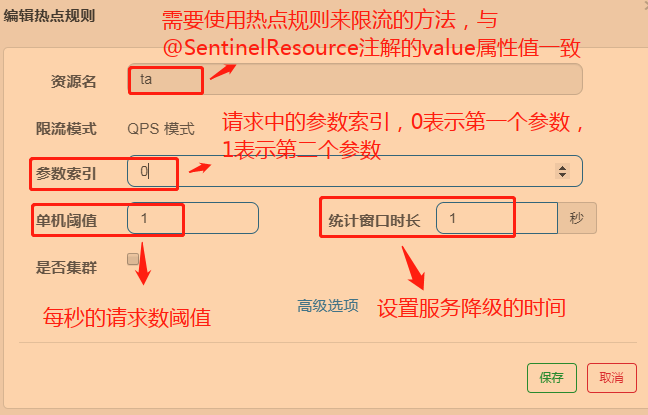 编辑热点规则
需要使用热点规则来限流的方法，与
@SentinelResource注解的value属性值一致
资源名
ta
限流模式
QPS 模式
请求中的参数索引，0表示第一个参数，
1表示第二个参数
参数索引
0
单机阈值
1
统计窗口时长
1
秒
是否集群
每秒的请求数阈值
高级选项
设置服务降级的时间
保存
取消